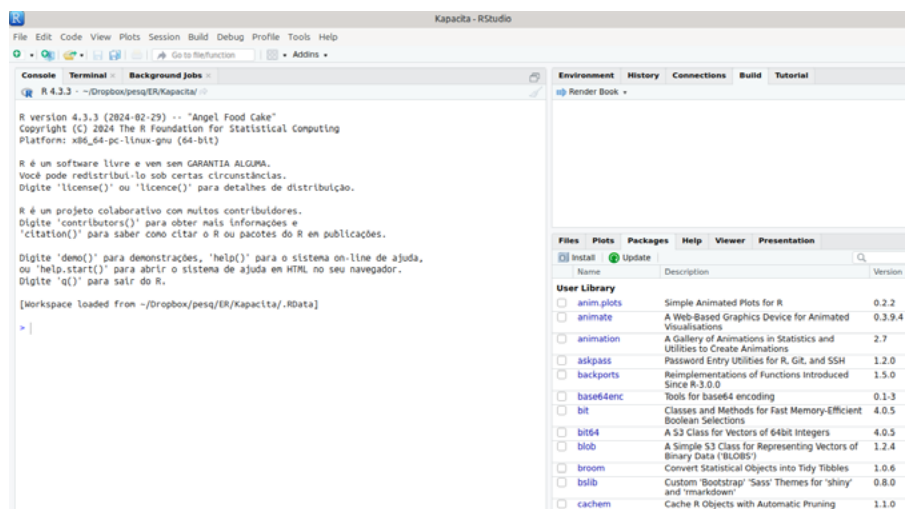 Kapacita - RStudio
File Edit Code View Plots Session Build Debug Profile Tools Help
Go to file/function Addins
Console Terminal Background Jobs
R 4.3.3 · ~/Dropbox/pesq/ER/Kapacita/
R version 4.3.3 (2024-02-29) -- "Angel Food Cake"
Copyright (C) 2024 The R Foundation for Statistical Computing
Platform: x86_64-pc-linux-gnu (64-bit)
R é um software livre e vem sem GARANTIA ALGUMA.
Você pode redistribuí-lo sob certas circunstâncias.
Digite 'license()' ou 'licence()' para detalhes de distribuição.
R é um projeto colaborativo com muitos contribuidores.
Digite 'contributors()' para obter mais informações e
'citation()' para saber como citar o R ou pacotes do R em publicações.
Digite 'demo()' para demonstrações, 'help()' para o sistema on-line de ajuda,
ou 'help.start()' para abrir o sistema de ajuda em HTML no seu navegador.
Digite 'q()' para sair do R.
[Workspace loaded from ~/Dropbox/pesq/ER/Kapacita/.RData]
>
Environment History Connections Build Tutorial
Render Book
Files Plots Packages Help Viewer Presentation
Install Update
Name Description Version
User Library
anim.plots Simple Animated Plots for R 0.2.2
animate A Web-Based Graphics Device for Animated 0.3.9.4
Visualisations
animation A Gallery of Animations in Statistics and 2.7
Utilities to Create Animations
askpass Password Entry Utilities for R, Git, and SSH 1.2.0
backports Reimplementations of Functions Introduced 1.5.0
Since R-3.0.0
base64enc Tools for base64 encoding 0.1-3
bit Classes and Methods for Fast Memory-Efficient 4.0.5
Boolean Selections
bit64 A S3 Class for Vectors of 64bit Integers 4.0.5
blob A Simple S3 Class for Representing Vectors of 1.2.4
Binary Data ('BLOBS')
broom Convert Statistical Objects into Tidy Tibbles 1.0.6
bslib Custom 'Bootstrap' 'Sass' Themes for 'shiny' 0.8.0
and 'rmarkdown'
cachem Cache R Objects with Automatic Pruning 1.1.0